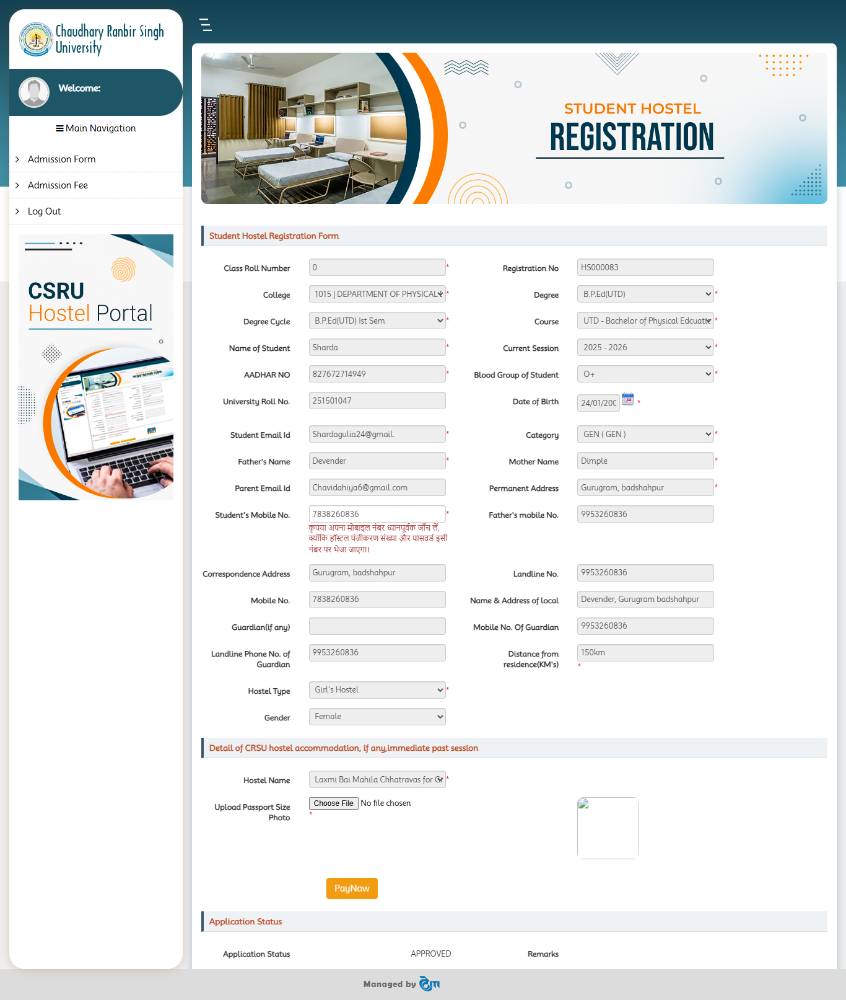 Chaudhary Ranbir Singh
University
Welcome:
Main Navigation
Admission Form
Admission Fee
Log Out
CSRU
Hostel Portal
STUDENT HOSTEL
REGISTRATION
Student Hostel Registration Form
Class Roll Number 0 * Registration No HS000083
College 1015 | DEPARTMENT OF PHYSICAL E * Degree B.P.Ed(UTD) *
Degree Cycle B.P.Ed(UTD) Ist Sem * Course UTD - Bachelor of Physical Edcuatio *
Name of Student Sharda * Current Session 2025 - 2026 *
AADHAR NO 827672714949 * Blood Group of Student O+ *
University Roll No. 251501047 Date of Birth 24/01/200 *
Student Email Id Shardagulia24@gmail. * Category GEN ( GEN ) *
Father's Name Devender * Mother Name Dimple *
Parent Email Id Chavidahiya6@gmail.com Permanent Address Gurugram, badshahpur *
Student's Mobile No. 7838260836 * Father's mobile No. 9953260836
कृपया अपना मोबाइल नंबर ध्यानपूर्वक जाँच लें,
क्योंकि हॉस्टल पंजीकरण संख्या और पासवर्ड इसी
नंबर पर भेजा जाएगा।
Correspondence Address Gurugram, badshahpur Landline No. 9953260836
Mobile No. 7838260836 Name & Address of local Devender, Gurugram badshahpur
Guardian(if any) Mobile No. Of Guardian 9953260836
Landline Phone No. of Guardian 9953260836 Distance from residence(KM's) 150km *
Hostel Type Girl's Hostel *
Gender Female
Detail of CRSU hostel accommodation, if any,immediate past session
Hostel Name Laxmi Bai Mahila Chhatravas for Gi *
Upload Passport Size Photo Choose File No file chosen *
PayNow
Application Status
Application Status APPROVED Remarks
Managed by